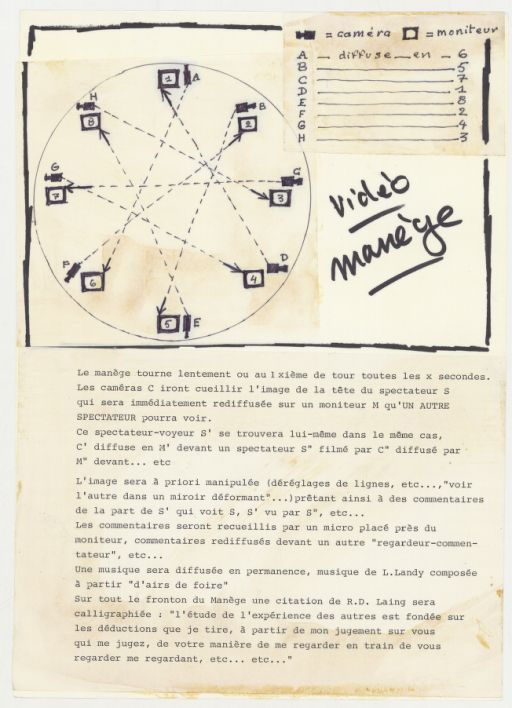 = caméra = moniteur
A diffuse en 6
B 5
C 7
D 1
E 8
F 2
G 4
H 3
1 A
H B
8 2
G C
7 3
F D
6 4
5 E
vidéo
manège
Le manège tourne lentement ou au 1 xième de tour toutes les x secondes.
Les caméras C iront cueillir l'image de la tête du spectateur S
qui sera immédiatement rediffusée sur un moniteur M qu'UN AUTRE
SPECTATEUR pourra voir.
Ce spectateur-voyeur S' se trouvera lui-même dans le même cas,
C' diffuse en M' devant un spectateur S" filmé par C" diffusé par
M" devant... etc
L'image sera à priori manipulée (déréglages de lignes, etc...,"voir
l'autre dans un miroir déformant"...)prêtant ainsi à des commentaires
de la part de S' qui voit S, S' vu par S", etc...
Les commentaires seront recueillis par un micro placé près du
moniteur, commentaires rediffusés devant un autre "regardeur-commen-
tateur", etc...
Une musique sera diffusée en permanence, musique de L.Landy composée
à partir "d'airs de foire"
Sur tout le fronton du Manège une citation de R.D. Laing sera
calligraphiée : "l'étude de l'expérience des autres est fondée sur
les déductions que je tire, à partir de mon jugement sur vous
qui me jugez, de votre manière de me regarder en train de vous
regarder me regardant, etc... etc..."